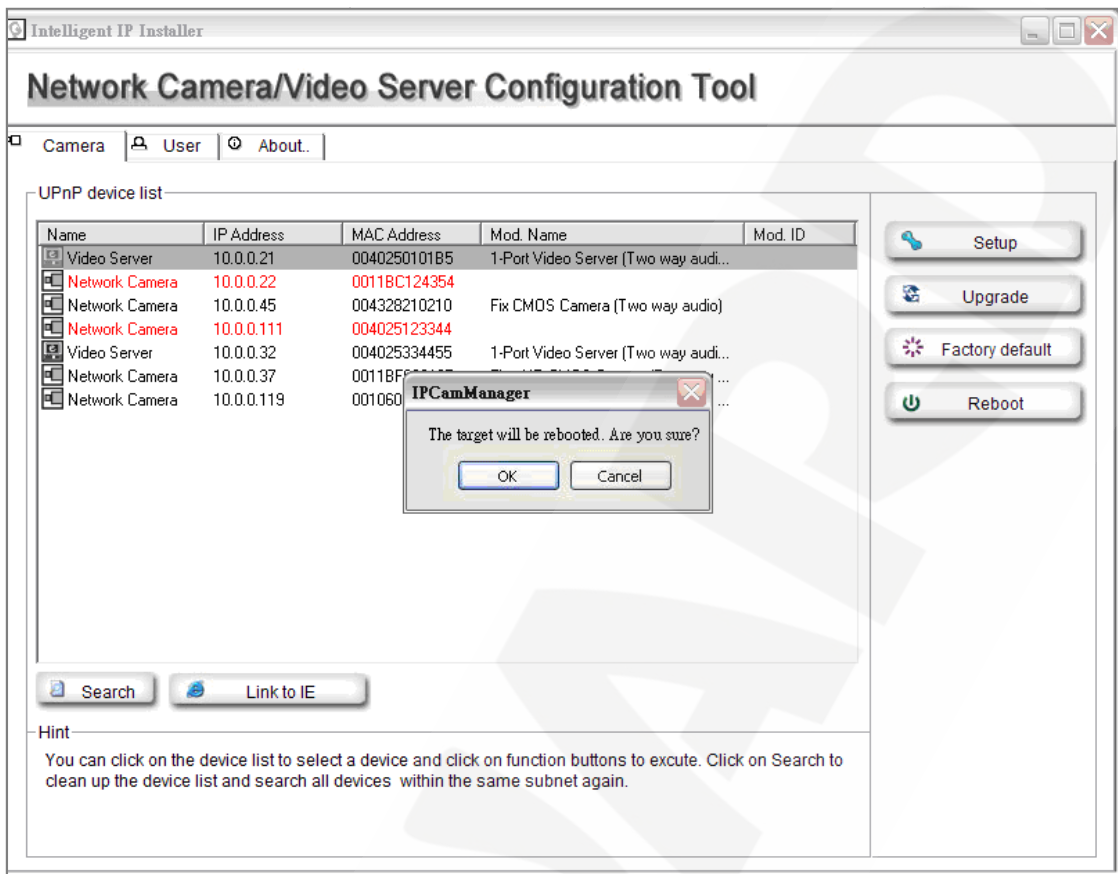 Intelligent IP Installer
Network Camera/Video Server Configuration Tool
Camera User About..
UPnP device list
Name IP Address MAC Address Mod. Name Mod. ID
Video Server 10.0.0.21 0040250101B5 1-Port Video Server (Two way audi...
Network Camera 10.0.0.22 0011BC124354
Network Camera 10.0.0.45 004328210210 Fix CMOS Camera (Two way audio)
Network Camera 10.0.0.111 004025123344
Video Server 10.0.0.32 004025334455 1-Port Video Server (Two way audi...
Network Camera 10.0.0.37 0011BF
Network Camera 10.0.0.119 001060
IPCamManager
The target will be rebooted. Are you sure?
OK Cancel
Setup
Upgrade
Factory default
Reboot
Search Link to IE
Hint
You can click on the device list to select a device and click on function buttons to excute. Click on Search to
clean up the device list and search all devices within the same subnet again.